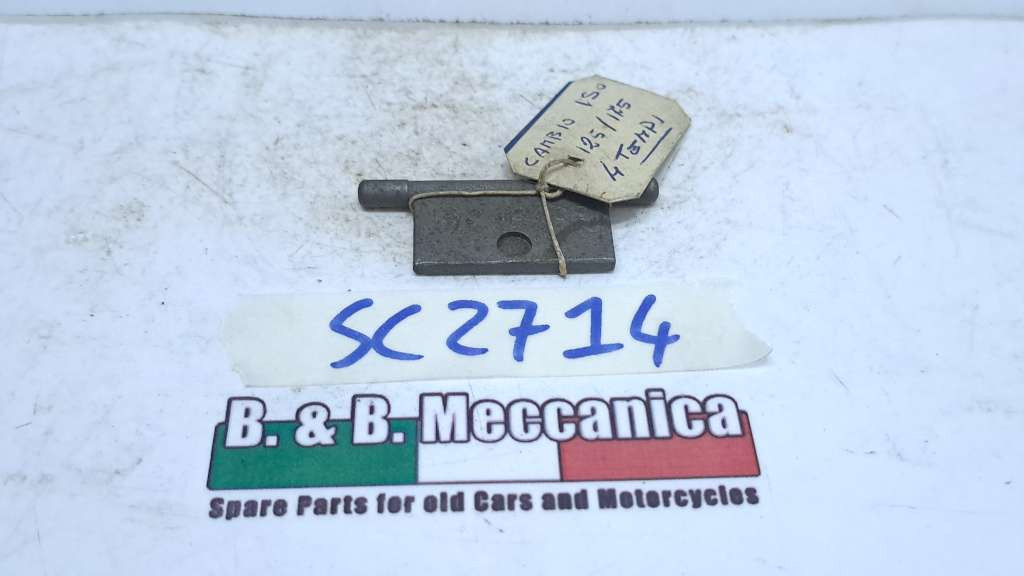 CAMBIO ISO
125/175
4 TEMPI
SC2714
B. & B. Meccanica
Spare Parts for old Cars and Motorcycles